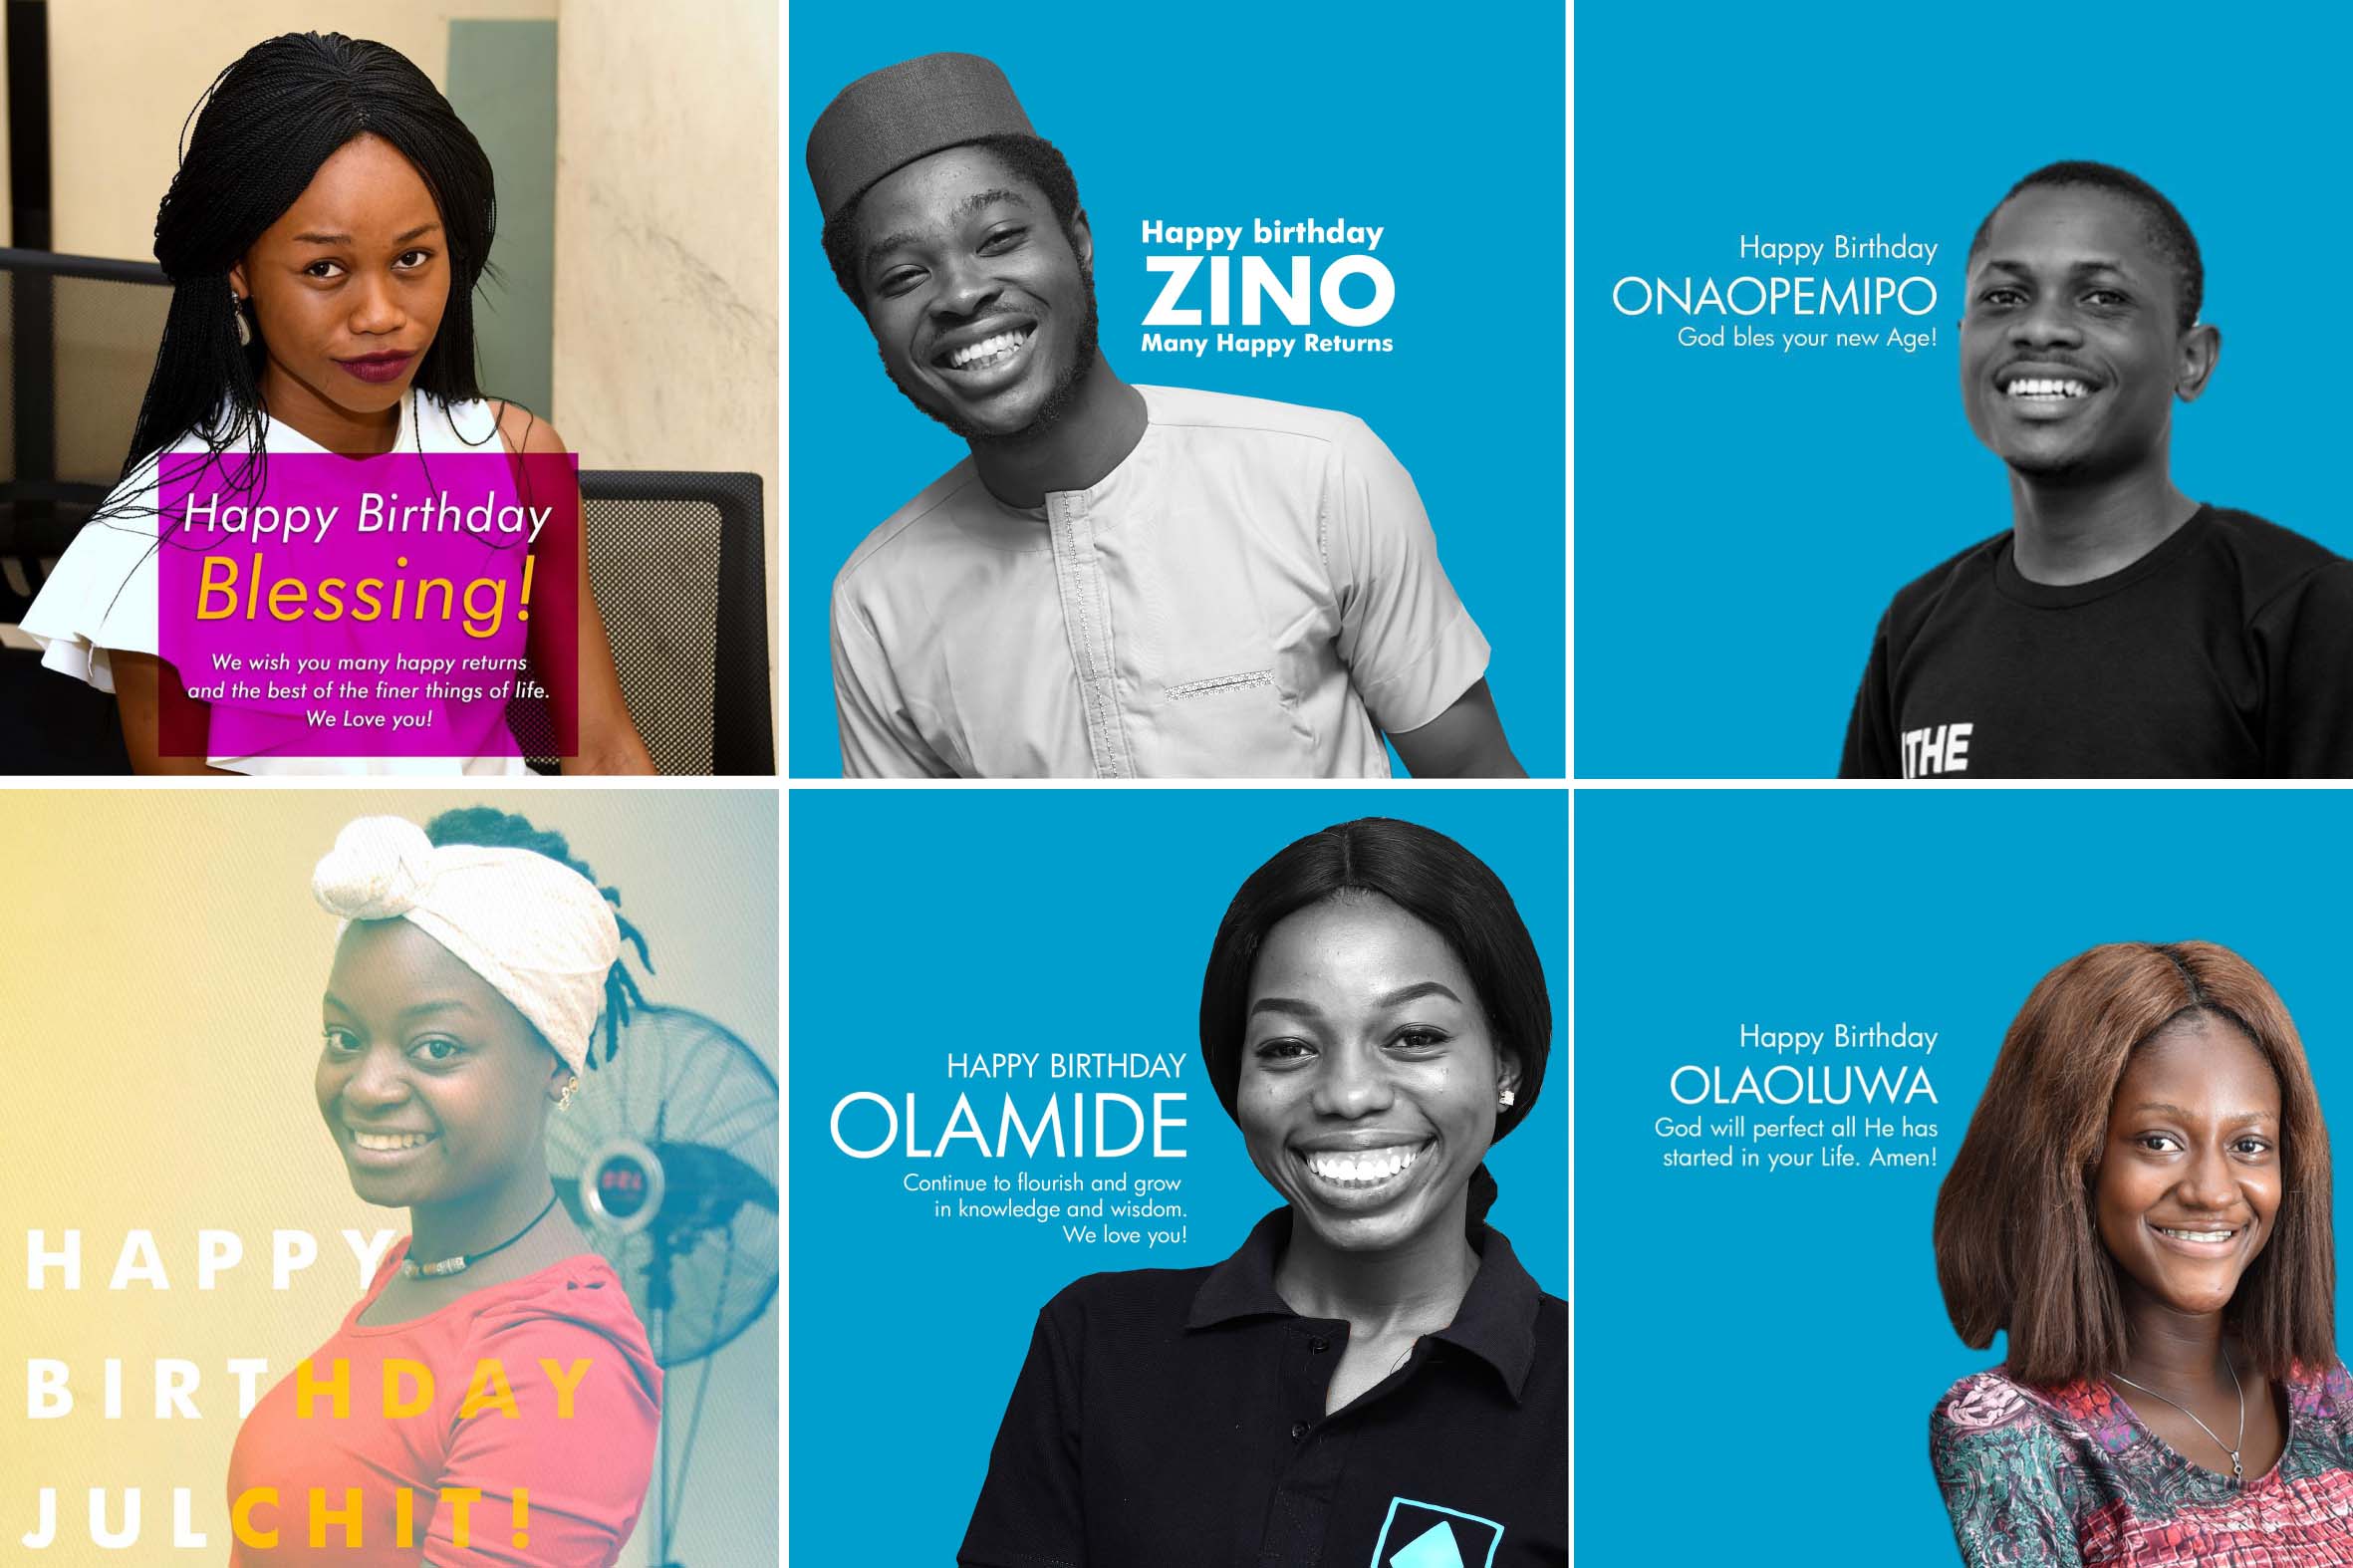 Happy Birthday
Blessing!
We wish you many happy returns
and the best of the finer things of life.
We Love you!
Happy birthday
ZINO
Many Happy Returns
Happy Birthday
ONAOPEMIPO
God bles your new Age!
THE
HAPPY
BIRTHDAY
JULCHIT!
HAPPY BIRTHDAY
OLAMIDE
Continue to flourish and grow
in knowledge and wisdom.
We love you!
Happy Birthday
OLAOLUWA
God will perfect all He has
started in your Life. Amen!